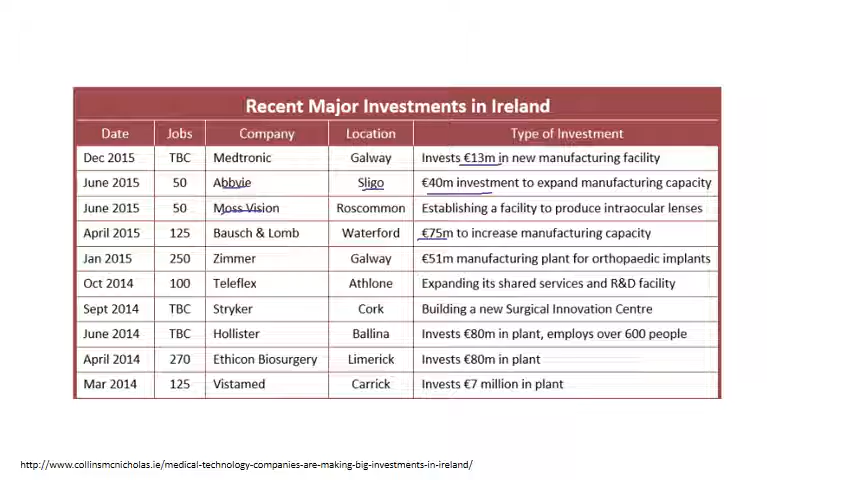 Recent Major Investments in Ireland
Date Jobs Company Location Type of Investment
Dec 2015 TBC Medtronic Galway Invests €13m in new manufacturing facility
June 2015 50 Abbvie Sligo €40m investment to expand manufacturing capacity
June 2015 50 Moss Vision Roscommon Establishing a facility to produce intraocular lenses
April 2015 125 Bausch & Lomb Waterford €75m to increase manufacturing capacity
Jan 2015 250 Zimmer Galway €51m manufacturing plant for orthopaedic implants
Oct 2014 100 Teleflex Athlone Expanding its shared services and R&D facility
Sept 2014 TBC Stryker Cork Building a new Surgical Innovation Centre
June 2014 TBC Hollister Ballina Invests €80m in plant, employs over 600 people
April 2014 270 Ethicon Biosurgery Limerick Invests €80m in plant
Mar 2014 125 Vistamed Carrick Invests €7 million in plant
http://www.collinsmcnicholas.ie/medical-technology-companies-are-making-big-investments-in-ireland/